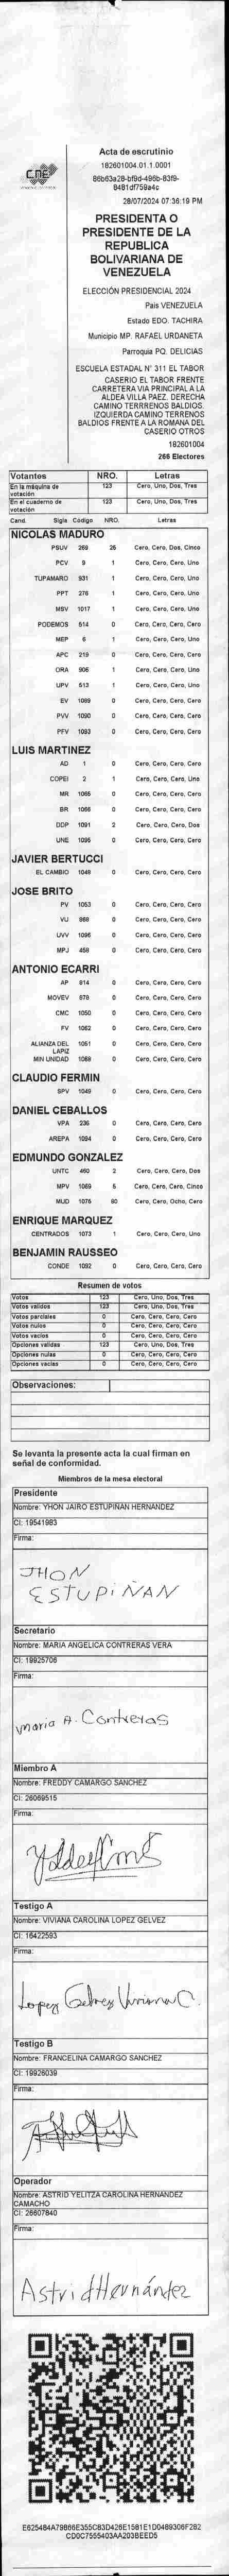 CNE
Acta de escrutinio
182601004.01.1.0001
8481df759a4c
28/07/2024 07:36:19 PM
PRESIDENTA O
PRESIDENTE DE LA
REPUBLICA
BOLIVARIANA DE
VENEZUELA
ELECCIÓN PRESIDENCIAL 2024
Pais VENEZUELA
Estado EDO. TACHIRA
Municipio MP. RAFAEL URDANETA
Parroquia PQ. DELICIAS
ESCUELA ESTADAL N° 311 EL TABOR
CASERIO EL TABOR FRENTE
CARRETERA VIA PRINCIPAL A LA
ALDEA VILLA PAEZ. DERECHA
CAMINO TERRENOS BALDIOS.
IZQUIERDA CAMINO TERRENOS
BALDIOS FRENTE A LA ROMANA DEL
CASERIO OTROS
182601004
266 Electores
Votantes NRO. Letras
En la máquina de votación 123 Cero, Uno, Dos, Tres
En el cuaderno de votación 123 Cero, Uno, Dos, Tres
Cand. Sigla Código NRO. Letras
NICOLAS MADURO
PSUV 269 25 Cero, Cero, Dos, Cinco
PCV 9 1 Cero, Cero, Cero, Uno
TUPAMARO 931 1 Cero, Cero, Cero, Uno
PPT 276 1 Cero, Cero, Cero, Uno
MSV 1017 1 Cero, Cero, Cero, Uno
PODEMOS 514 0 Cero, Cero, Cero, Cero
MEP 6 1 Cero, Cero, Cero, Uno
APC 219 0 Cero, Cero, Cero, Cero
ORA 906 1 Cero, Cero, Cero, Uno
UPV 513 1 Cero, Cero, Cero, Uno
EV 1089 0 Cero, Cero, Cero, Cero
PVV 1090 0 Cero, Cero, Cero, Cero
PFV 1093 0 Cero, Cero, Cero, Cero
LUIS MARTINEZ
AD 1 0 Cero, Cero, Cero, Cero
COPEI 2 1 Cero, Cero, Cero, Uno
MR 1065 0 Cero, Cero, Cero, Cero
BR 1066 0 Cero, Cero, Cero, Cero
DDP 1091 2 Cero, Cero, Cero, Dos
UNE 1095 0 Cero, Cero, Cero, Cero
JAVIER BERTUCCI
EL CAMBIO 1048 0 Cero, Cero, Cero, Cero
JOSE BRITO
PV 1053 0 Cero, Cero, Cero, Cero
VU 868 0 Cero, Cero, Cero, Cero
UVV 1096 0 Cero, Cero, Cero, Cero
MPJ 458 0 Cero, Cero, Cero, Cero
ANTONIO ECARRI
AP 814 0 Cero, Cero, Cero, Cero
MOVEV 879 0 Cero, Cero, Cero, Cero
CMC 1050 0 Cero, Cero, Cero, Cero
FV 1052 0 Cero, Cero, Cero, Cero
ALIANZA DEL LAPIZ 1051 0 Cero, Cero, Cero, Cero
MIN UNIDAD 1068 0 Cero, Cero, Cero, Cero
CLAUDIO FERMIN
SPV 1049 0 Cero, Cero, Cero, Cero
DANIEL CEBALLOS
VPA 236 0 Cero, Cero, Cero, Cero
AREPA 1094 0 Cero, Cero, Cero, Cero
EDMUNDO GONZALEZ
UNTC 460 2 Cero, Cero, Cero, Dos
MPV 1069 5 Cero, Cero, Cero, Cinco
MUD 1075 80 Cero, Cero, Ocho, Cero
ENRIQUE MARQUEZ
CENTRADOS 1073 1 Cero, Cero, Cero, Uno
BENJAMIN RAUSSEO
CONDE 1092 0 Cero, Cero, Cero, Cero
Resumen de votos
Votos 123 Cero, Uno, Dos, Tres
Votos validos 123 Cero, Uno, Dos, Tres
Votos parciales 0 Cero, Cero, Cero, Cero
Votos nulos 0 Cero, Cero, Cero, Cero
Votos vacios 0 Cero, Cero, Cero, Cero
Opciones validas 123 Cero, Uno, Dos, Tres
Opciones nulas 0 Cero, Cero, Cero, Cero
Opciones vacias 0 Cero, Cero, Cero, Cero
Observaciones:
Se levanta la presente acta la cual firman en
señal de conformidad.
Miembros de la mesa electoral
Presidente
Nombre: YHON JAIRO ESTUPIÑAN HERNANDEZ
CI: 19541983
Firma:
JHON
ESTUPIÑAN
Secretario
Nombre: MARIA ANGELICA CONTRERAS VERA
CI: 19925706
Firma:
maria A. Contreras
Miembro A
Nombre: FREDDY CAMARGO SANCHEZ
CI: 26069515
Firma:
Testigo A
Nombre: VIVIANA CAROLINA LOPEZ GELVEZ
CI: 16422593
Firma:
Lopez Gelvez Viviana C.
Testigo B
Nombre: FRANCELINA CAMARGO SANCHEZ
CI: 19926039
Firma:
Operador
Nombre: ASTRID YELITZA CAROLINA HERNANDEZ
CAMACHO
CI: 26607840
Firma:
Astrid Hernández